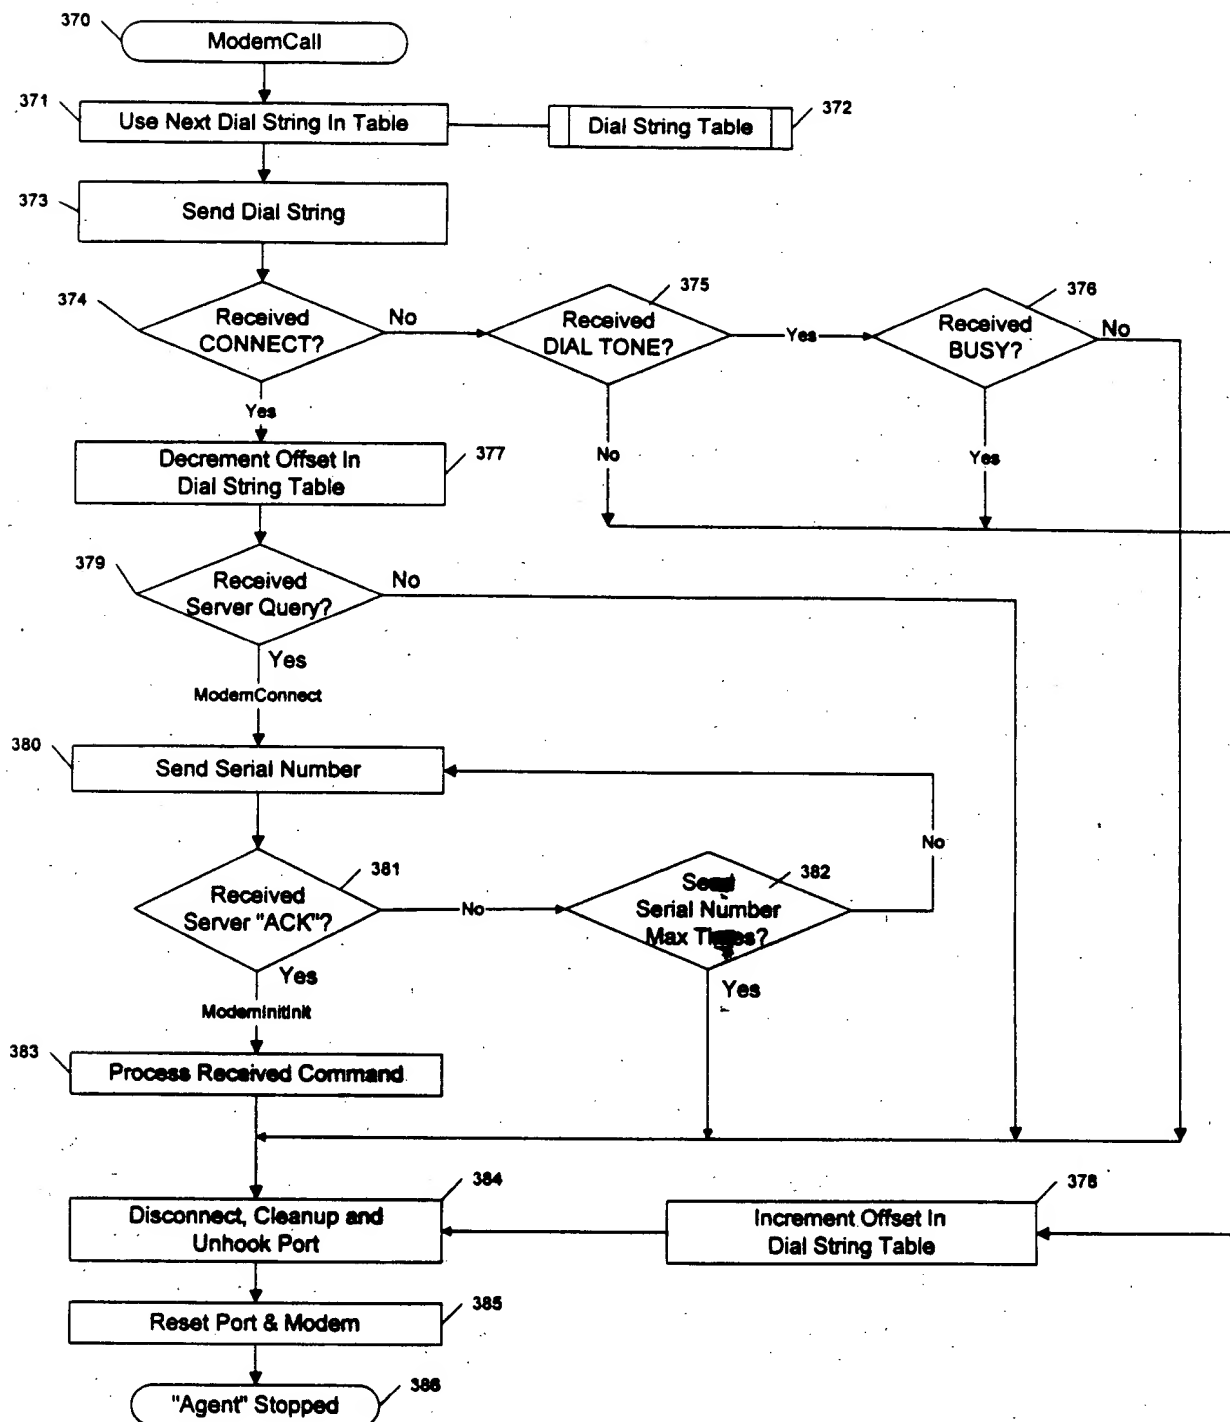 370
ModemCall
371
Use Next Dial String In Table
Dial String Table
372
373
Send Dial String
374
Received
CONNECT?
No
375
Received
DIAL TONE?
Yes
376
Received
BUSY?
No
Yes
No
Yes
Decrement Offset In
Dial String Table
377
379
Received
Server Query?
No
Yes
ModemConnect
380
Send Serial Number
No
381
Received
Server "ACK"?
No
382
Serial Number
Max Times?
Yes
Yes
ModemInitInit
383
Process Received Command
384
Disconnect, Cleanup and
Unhook Port
378
Increment Offset In
Dial String Table
385
Reset Port & Modem
386
"Agent" Stopped